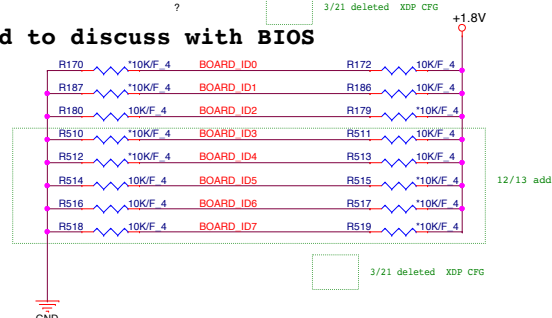 ?
3/21 deleted XDP CFG
+1.8V
d to discuss with BIOS
R170 *10K/F_4 BOARD_ID0 R172 10K/F_4
R187 *10K/F_4 BOARD_ID1 R186 10K/F_4
R180 10K/F_4 BOARD_ID2 R179 *10K/F_4
R510 *10K/F_4 BOARD_ID3 R511 10K/F_4
R512 *10K/F_4 BOARD_ID4 R513 10K/F_4
R514 10K/F_4 BOARD_ID5 R515 *10K/F_4
R516 10K/F_4 BOARD_ID6 R517 *10K/F_4
R518 10K/F_4 BOARD_ID7 R519 *10K/F_4
12/13 add
3/21 deleted XDP CFG
GND